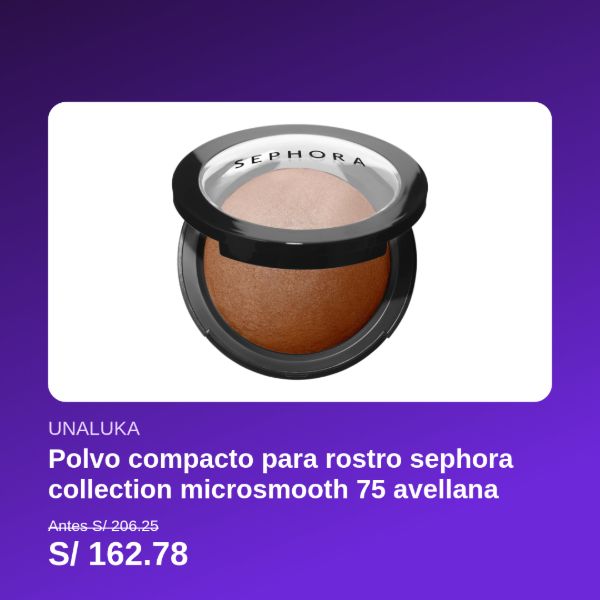 SEPHORA
UNALUKA
Polvo compacto para rostro sephora
collection microsmooth 75 avellana
Antes S/ 206.25
S/ 162.78